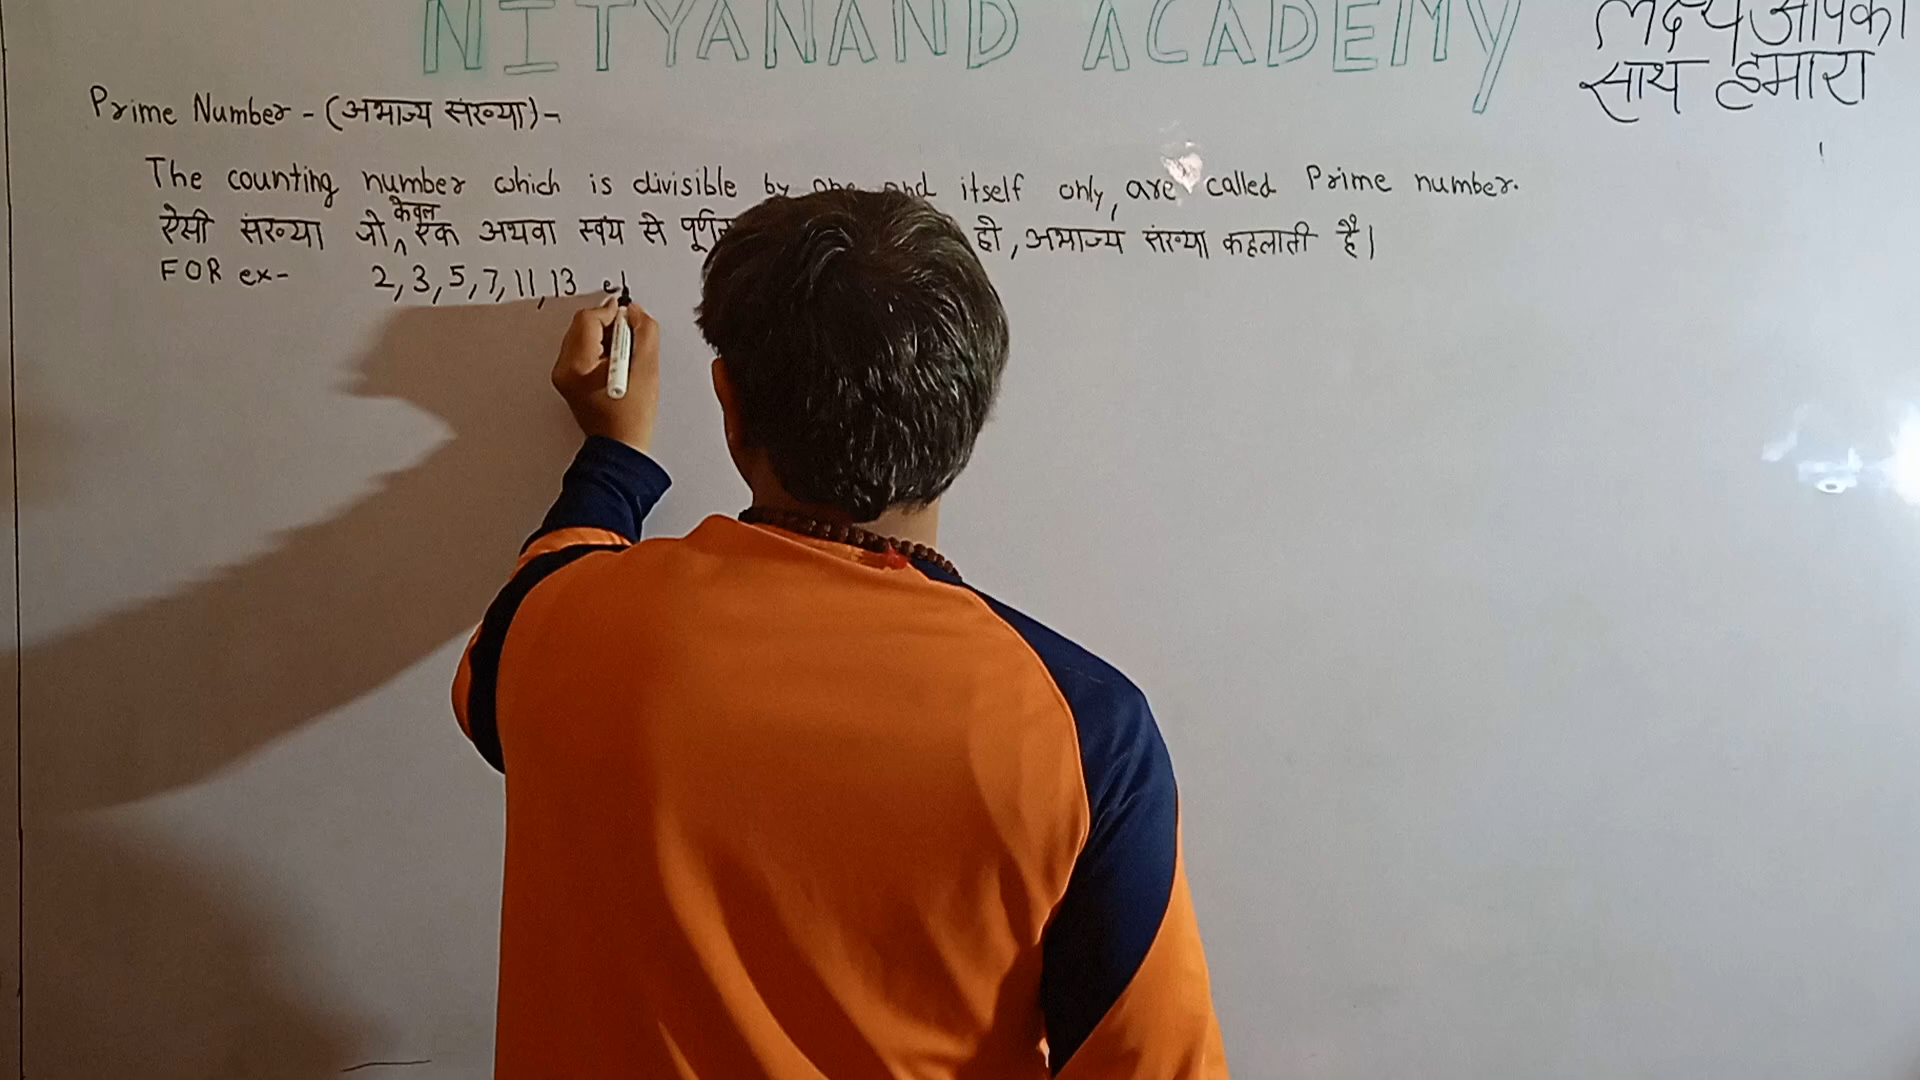 NITYANAND ACADEMY
लक्ष्य आपका
साथ हमारा
Prime Number - (अभाज्य संख्या)-
The counting number which is divisible by one and itself only, are called Prime number.
ऐसी संख्या जो केवल एक अथवा स्वयं से हो, अभाज्य संख्या कहलाती है।
FOR ex- 2, 3, 5, 7, 11, 13